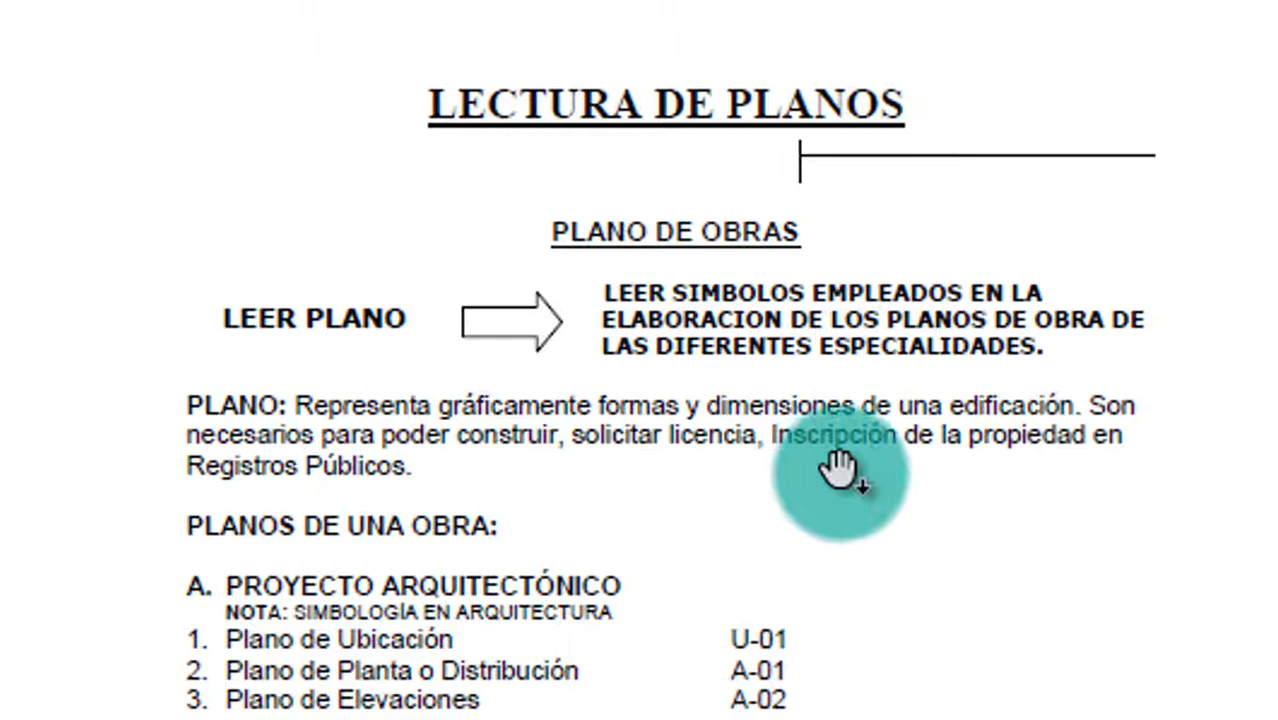 LECTURA DE PLANOS
PLANO DE OBRAS
LEER PLANO
LEER SIMBOLOS EMPLEADOS EN LA
ELABORACION DE LOS PLANOS DE OBRA DE
LAS DIFERENTES ESPECIALIDADES.
PLANO: Representa gráficamente formas y dimensiones de una edificación. Son
necesarios para poder construir, solicitar licencia, Inscripción de la propiedad en
Registros Públicos.
PLANOS DE UNA OBRA:
A. PROYECTO ARQUITECTÓNICO
NOTA: SIMBOLOGÍA EN ARQUITECTURA
1. Plano de Ubicación U-01
2. Plano de Planta o Distribución A-01
3. Plano de Elevaciones A-02